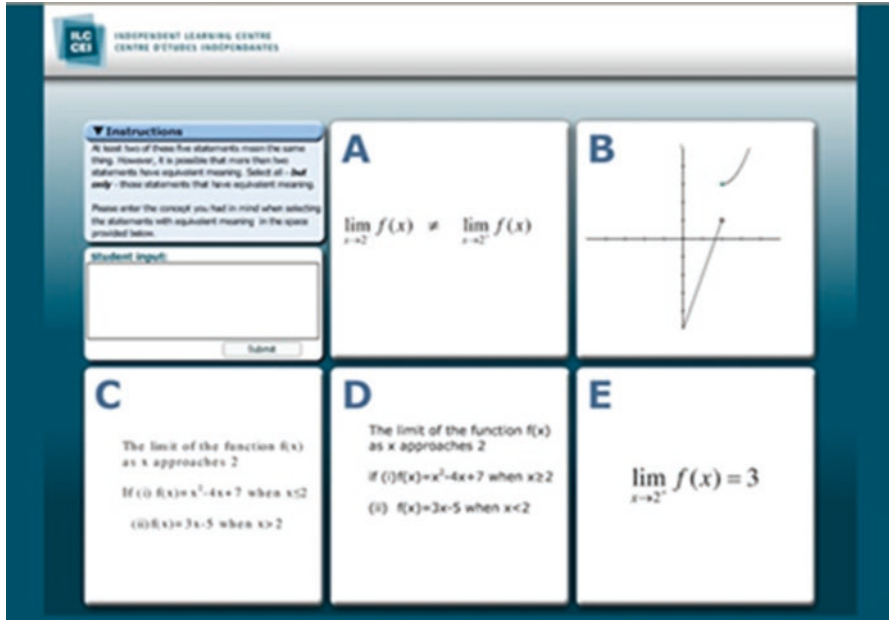 ILC
CEI
INDEPENDENT LEARNING CENTRE
CENTRE D'ÉTUDES INDÉPENDANTES
▼ Instructions
At least two of these five statements mean the same
thing. However, it is possible that more than two
statements have equivalent meaning. Select all - but
only - those statements that have equivalent meaning.
Please enter the concept you had in mind when selecting
the statements with equivalent meaning in the space
provided below.
Student input:
Submit
A
lim f(x) ≠ lim f(x)
x→2 x→2⁻
B
C
The limit of the function f(x)
as x approaches 2
If (i) f(x)=x²-4x+7 when x≤2
(ii) f(x)=3x-5 when x>2
D
The limit of the function f(x)
as x approaches 2
if (i)f(x)=x²-4x+7 when x≥2
(ii) f(x)=3x-5 when x<2
E
lim f(x) = 3
x→2⁻